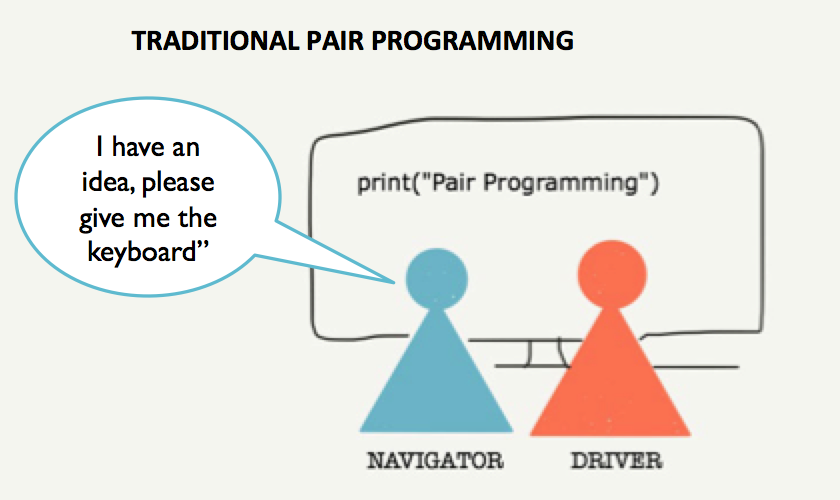 TRADITIONAL PAIR PROGRAMMING
I have an
idea, please
give me the
keyboard”
print("Pair Programming")
NAVIGATOR
DRIVER